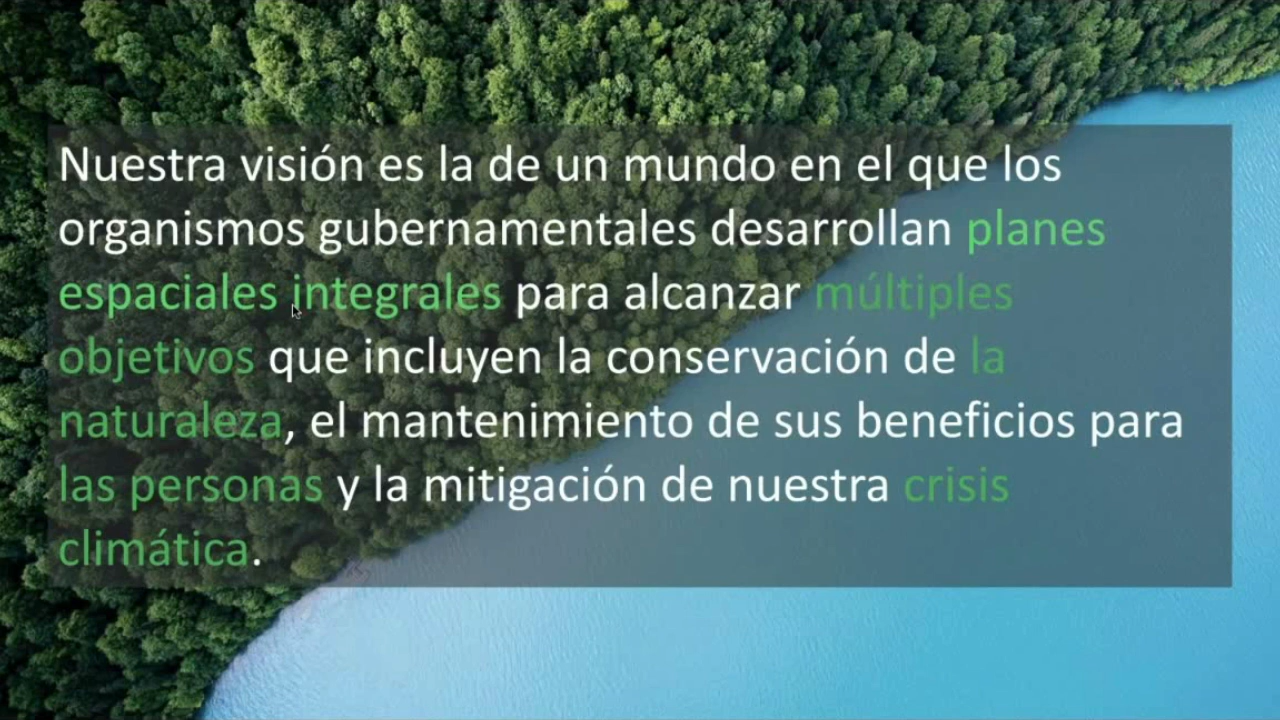 Nuestra visión es la de un mundo en el que los
organismos gubernamentales desarrollan planes
espaciales integrales para alcanzar múltiples
objetivos que incluyen la conservación de la
naturaleza, el mantenimiento de sus beneficios para
las personas y la mitigación de nuestra crisis
climática.